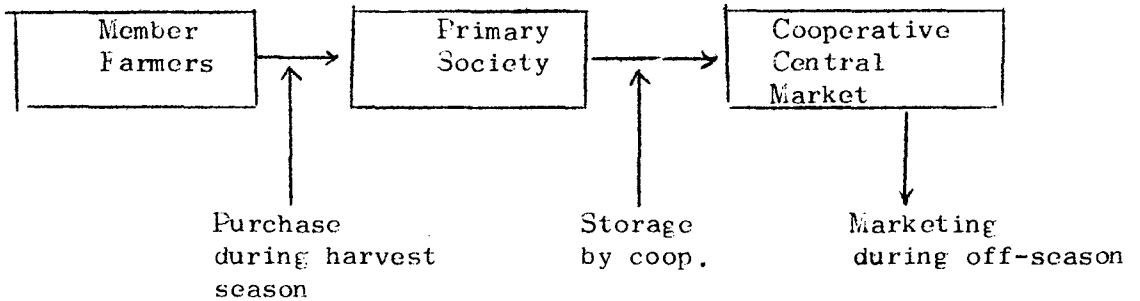 Member
Farmers
Primary
Society
Cooperative
Central
Market
Purchase
during harvest
season
Storage
by coop.
Marketing
during off-season